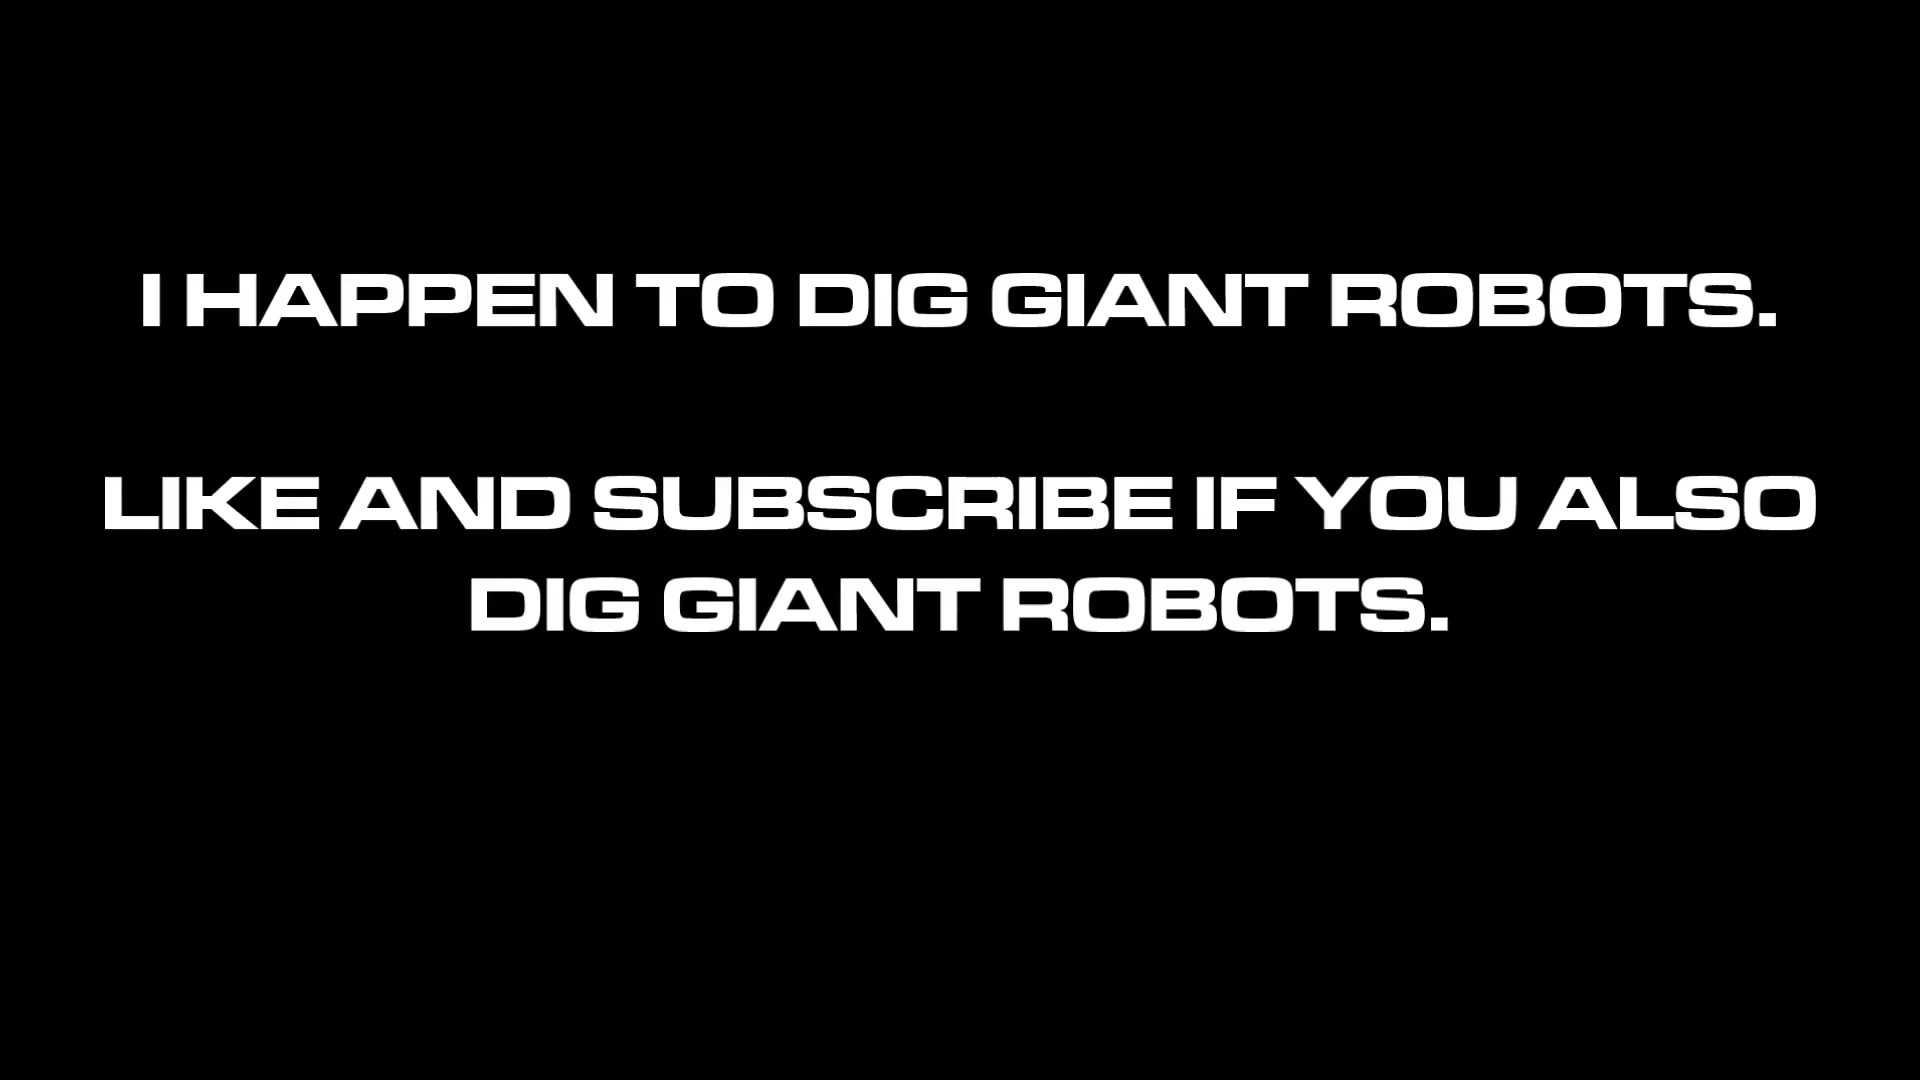 I HAPPEN TO DIG GIANT ROBOTS.
LIKE AND SUBSCRIBE IF YOU ALSO
DIG GIANT ROBOTS.